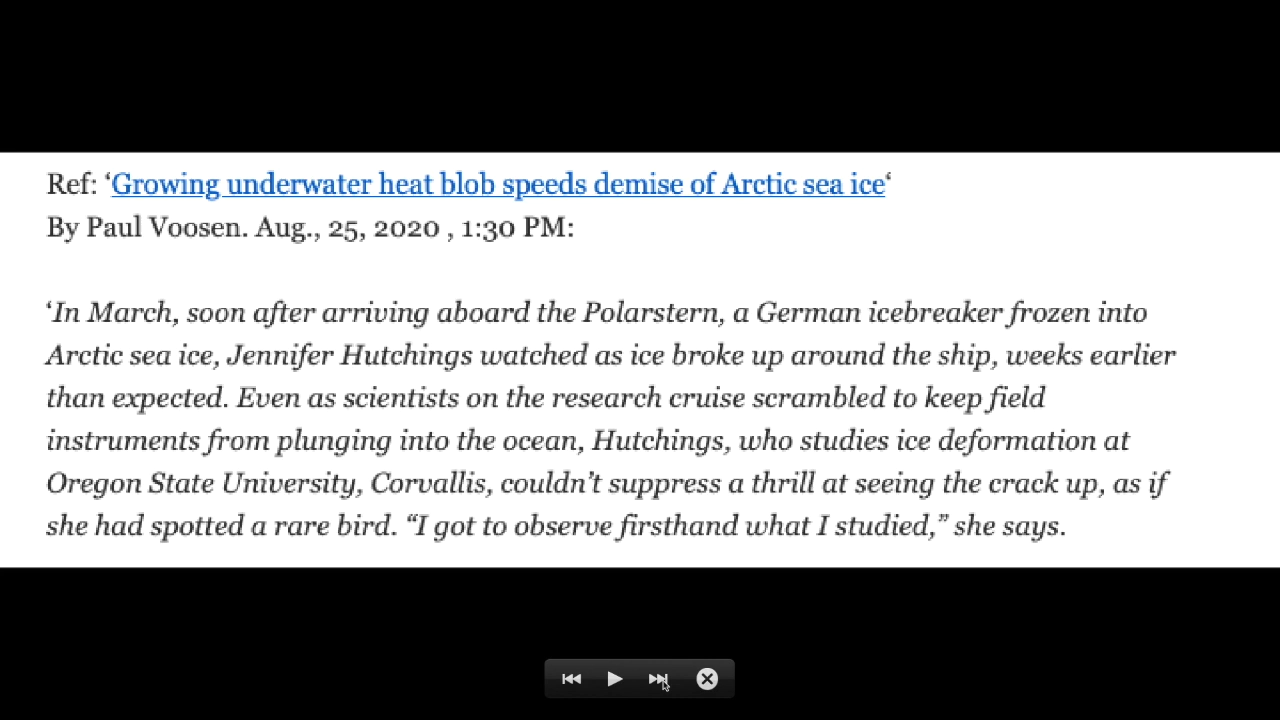 Ref: ‘Growing underwater heat blob speeds demise of Arctic sea ice‘
By Paul Voosen. Aug., 25, 2020 , 1:30 PM:
‘In March, soon after arriving aboard the Polarstern, a German icebreaker frozen into
Arctic sea ice, Jennifer Hutchings watched as ice broke up around the ship, weeks earlier
than expected. Even as scientists on the research cruise scrambled to keep field
instruments from plunging into the ocean, Hutchings, who studies ice deformation at
Oregon State University, Corvallis, couldn’t suppress a thrill at seeing the crack up, as if
she had spotted a rare bird. “I got to observe firsthand what I studied,” she says.